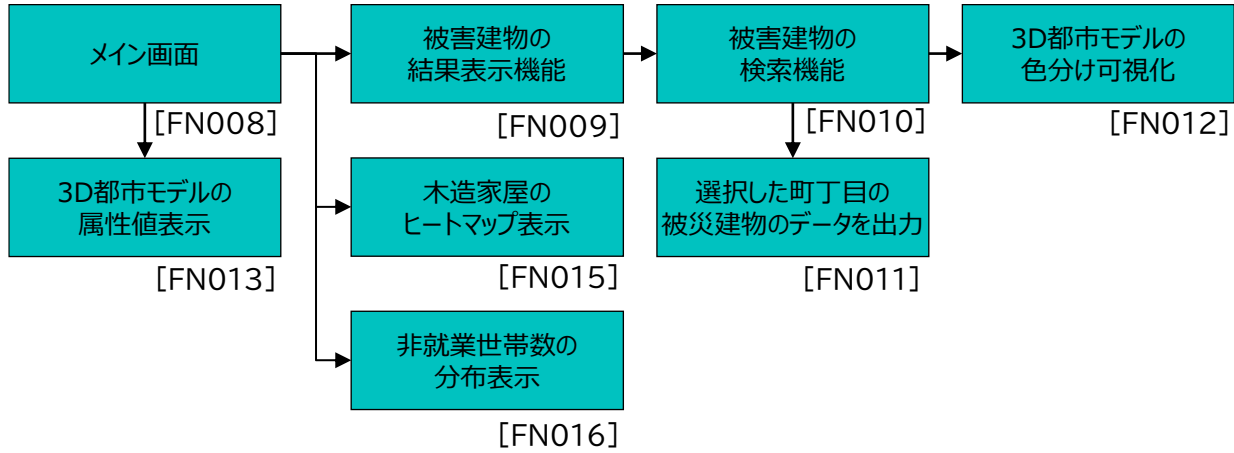 メイン画面
[FN008]
被害建物の
結果表示機能
[FN009]
被害建物の
検索機能
[FN010]
3D都市モデルの
色分け可視化
[FN012]
3D都市モデルの
属性値表示
[FN013]
木造家屋の
ヒートマップ表示
[FN015]
選択した町丁目の
被災建物のデータを出力
[FN011]
非就業世帯数の
分布表示
[FN016]